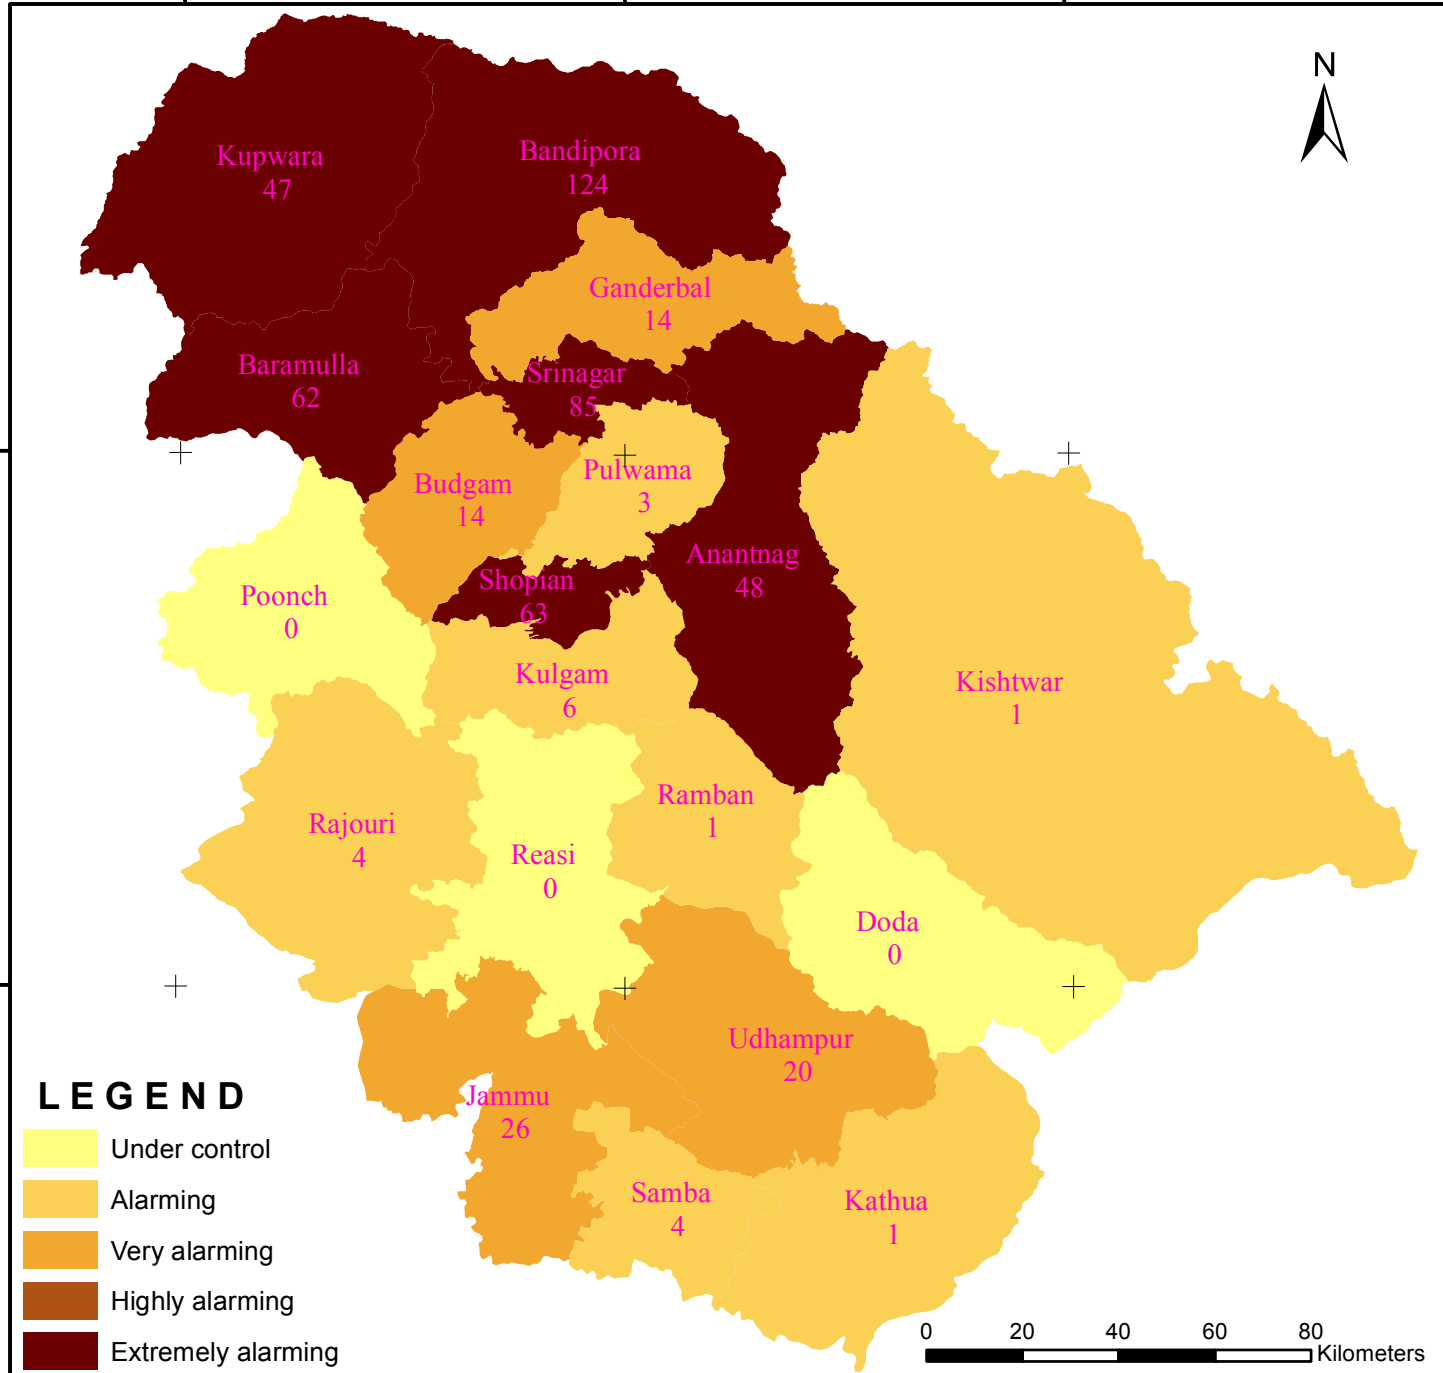 N
Kupwara
47
Bandipora
124
Ganderbal
14
Baramulla
62
Srinagar
85
Budgam
14
Pulwama
3
Anantnag
48
Shopian
63
Poonch
0
Kulgam
6
Kishtwar
1
Ramban
1
Rajouri
4
Reasi
0
Doda
0
Udhampur
20
Jammu
26
Samba
4
Kathua
1
LEGEND
Under control
Alarming
Very alarming
Highly alarming
Extremely alarming
0 20 40 60 80
Kilometers